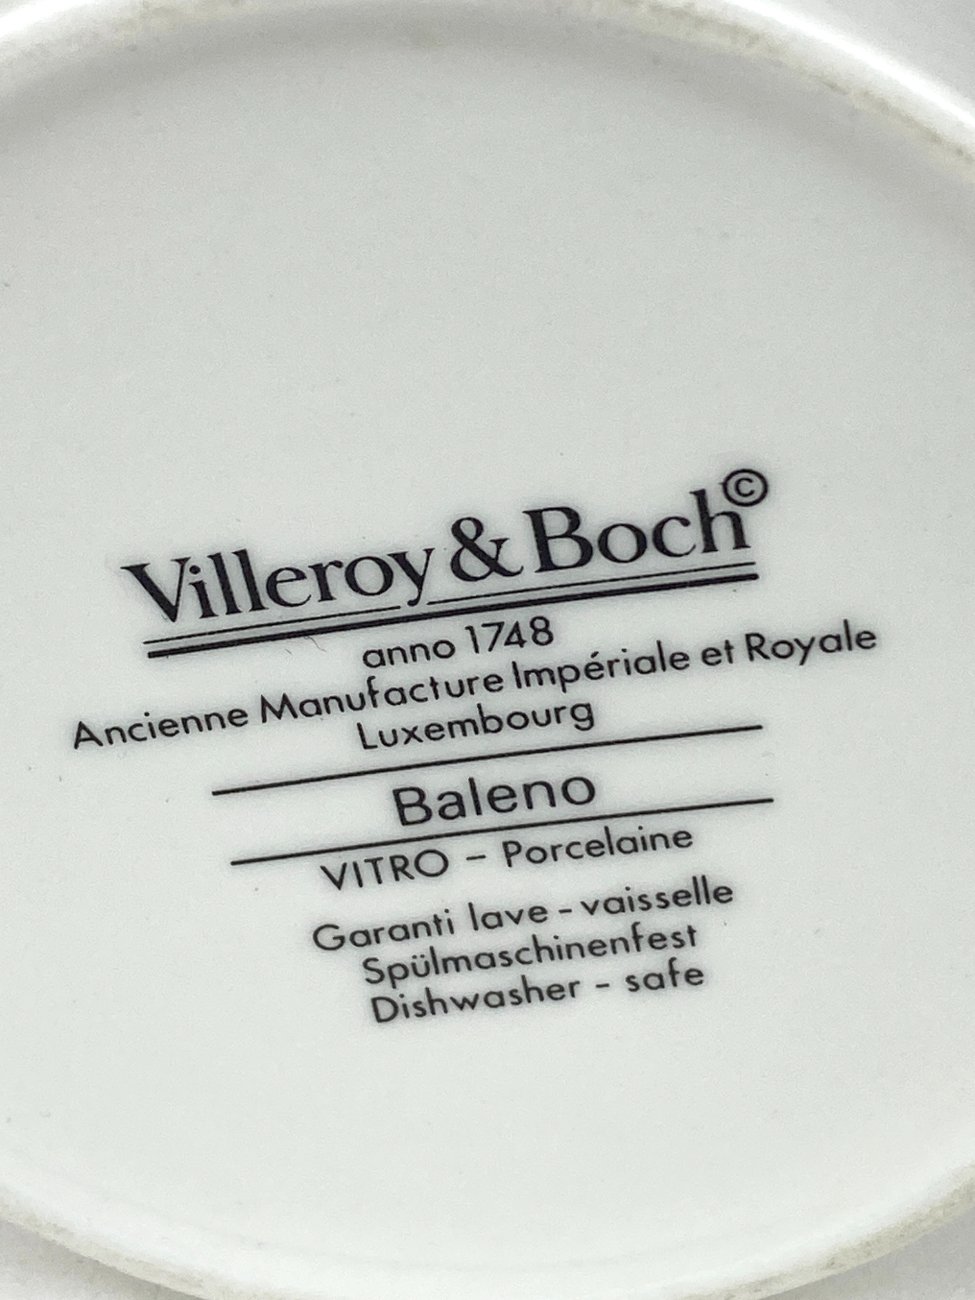 Villeroy & Boch ©
anno 1748
Ancienne Manufacture Impériale et Royale
Luxembourg
Baleno
VITRO – Porcelaine
Garanti lave - vaisselle
Spülmaschinenfest
Dishwasher - safe